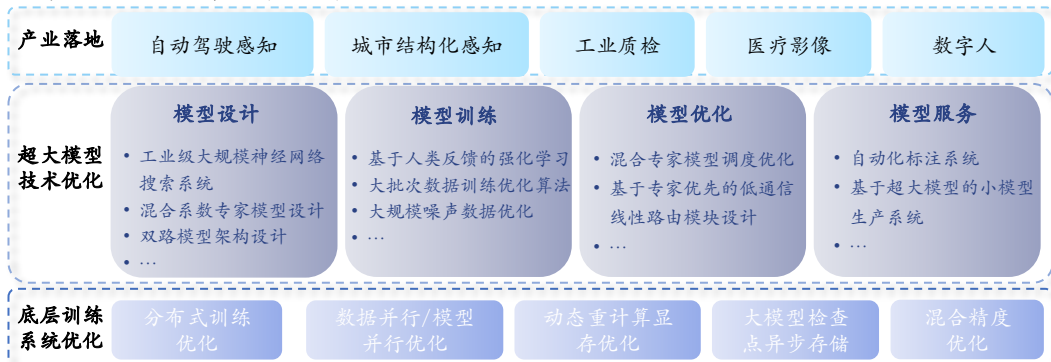 产业落地
自动驾驶感知
城市结构化感知
工业质检
医疗影像
数字人
超大模型
技术优化
模型设计
• 工业级大规模神经网络
搜索系统
• 混合系数专家模型设计
• 双路模型架构设计
• …
模型训练
• 基于人类反馈的强化学习
• 大批次数据训练优化算法
• 大规模噪声数据优化
• …
模型优化
• 混合专家模型调度优化
• 基于专家优先的低通信
线性路由模块设计
• …
模型服务
• 自动化标注系统
• 基于超大模型的小模型
生产系统
• …
底层训练
系统优化
分布式训练
优化
数据并行/模型
并行优化
动态重计算显
存优化
大模型检查
点异步存储
混合精度
优化